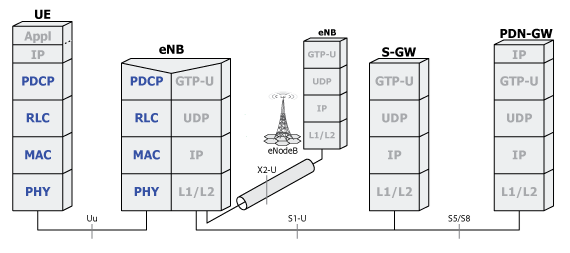 UE
Appl
IP
PDCP
RLC
MAC
PHY
eNB
PDCP GTP-U
RLC UDP
MAC IP
PHY L1/L2
eNB
GTP-U
UDP
IP
L1/L2
eNodeB
X2-U
S-GW
GTP-U
UDP
IP
L1/L2
PDN-GW
IP
GTP-U
UDP
IP
L1/L2
Uu
S1-U
S5/S8